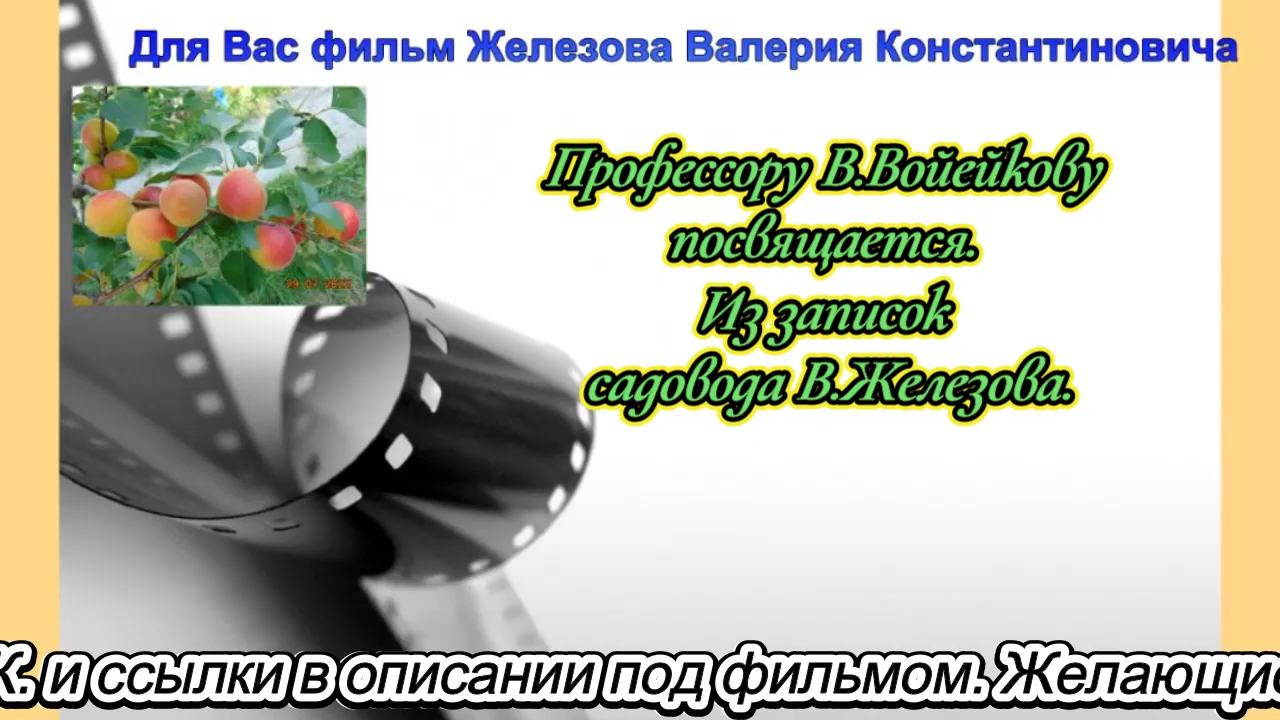 Для Вас фильм Железова Валерия Константиновича
Профессору В.Войейкову
посвящается.
Из записок
садовода В.Железова.
К. и ссылки в описании под фильмом. Желающие